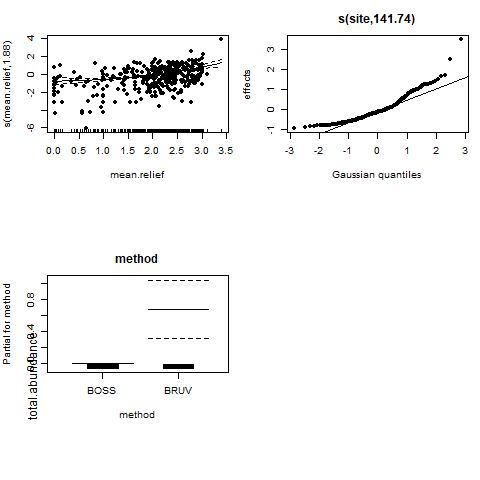 s(mean.relief,1.88)
4
2
0
-2
-6
0.0 0.5 1.0 1.5 2.0 2.5 3.0 3.5
mean.relief
s(site,141.74)
effects
3
2
1
0
-1
-3 -2 -1 0 1 2 3
Gaussian quantiles
method
Partial for method
total.abundance
0.8
0.4
BOSS BRUV
method